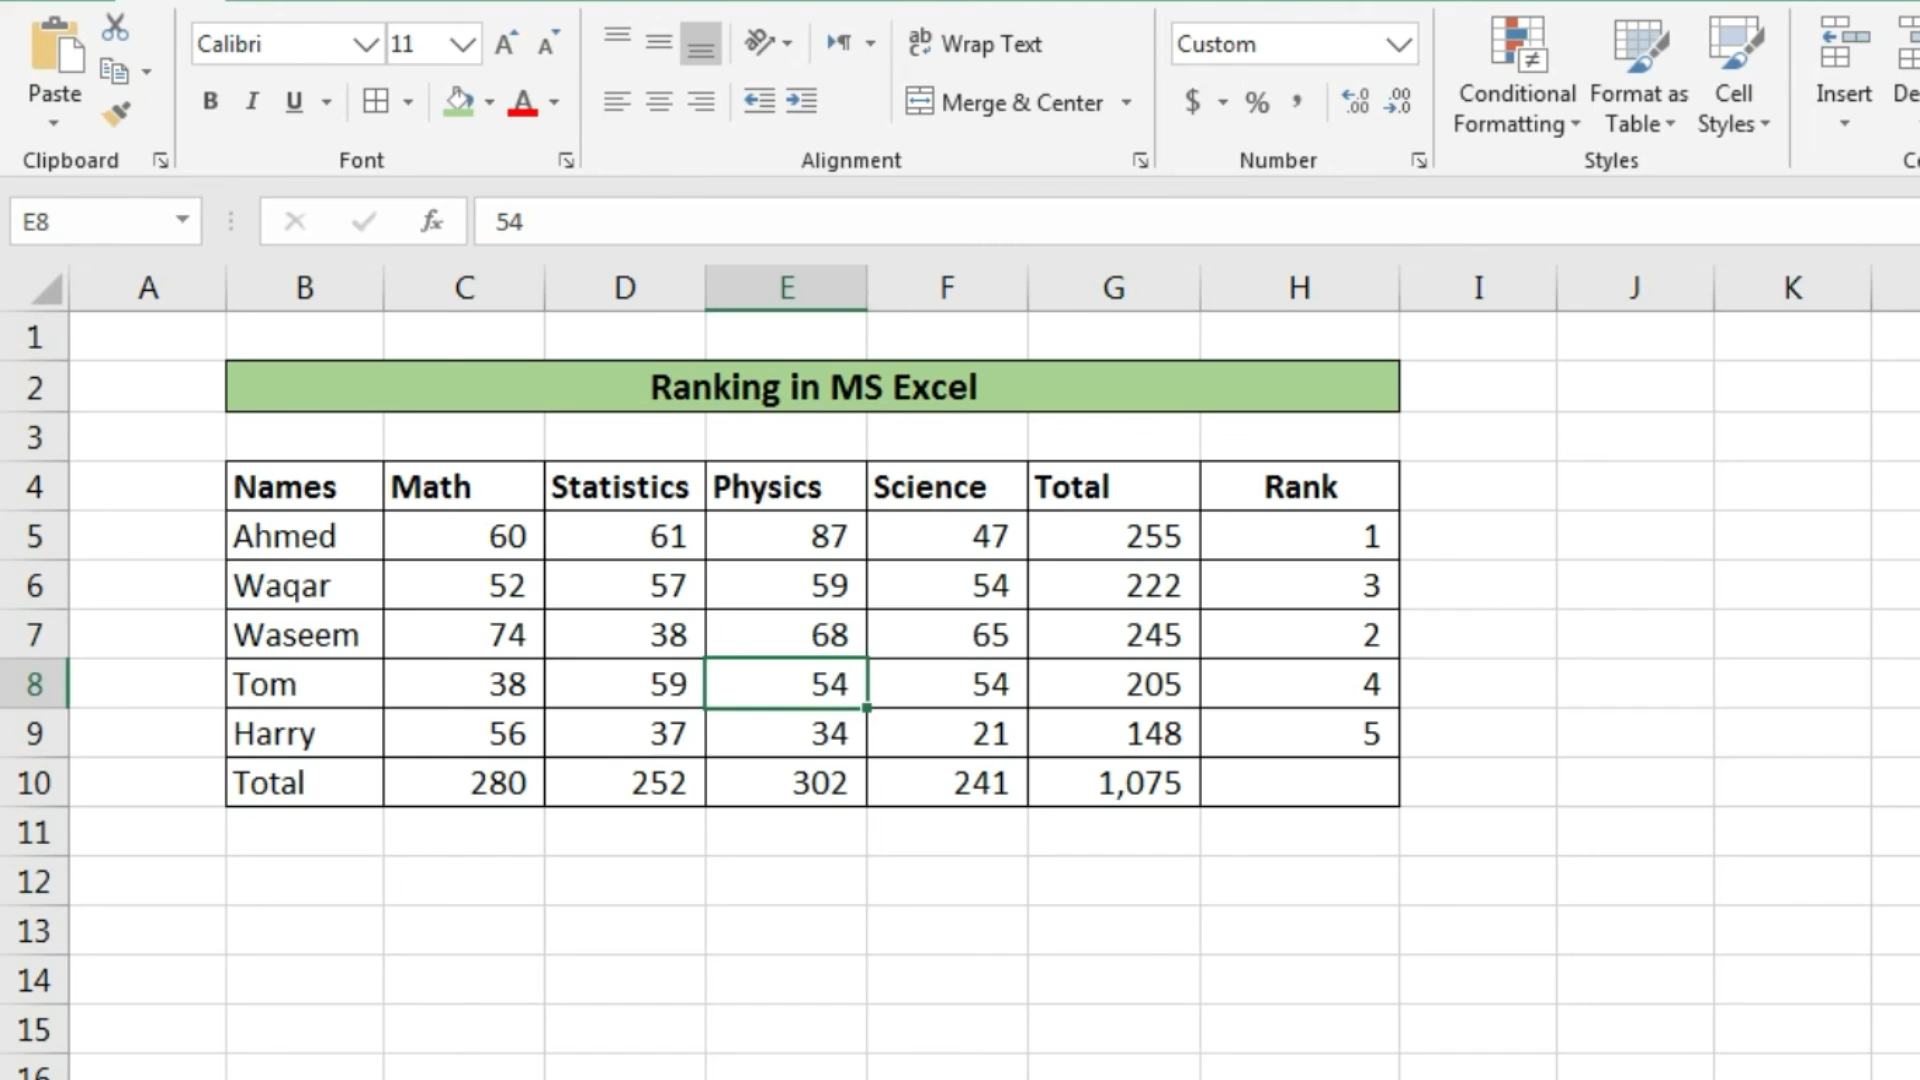 Calibri 11 A A ab Wrap Text Custom
Paste B I U A Merge & Center $ % , Conditional Formatting Format as Table Cell Styles Insert
Clipboard Font Alignment Number Styles
E8 fx 54
A B C D E F G H I J K
1
2 Ranking in MS Excel
3
4 Names Math Statistics Physics Science Total Rank
5 Ahmed 60 61 87 47 255 1
6 Waqar 52 57 59 54 222 3
7 Waseem 74 38 68 65 245 2
8 Tom 38 59 54 54 205 4
9 Harry 56 37 34 21 148 5
10 Total 280 252 302 241 1,075
11
12
13
14
15
16